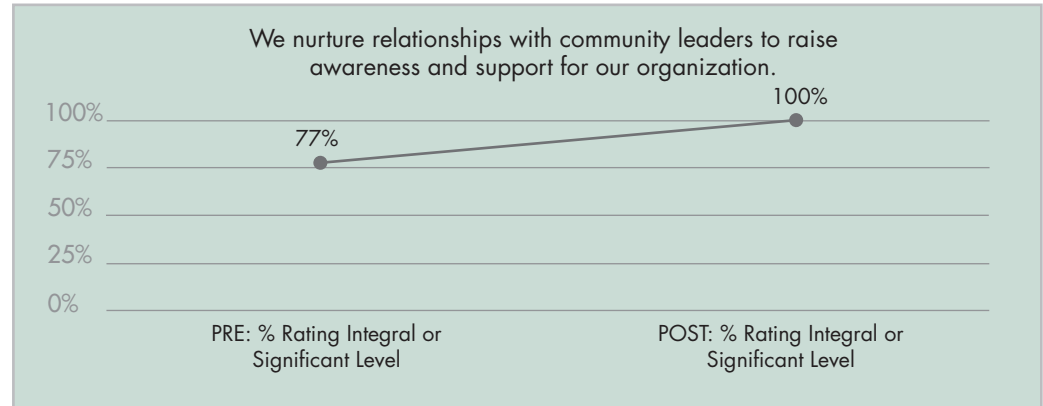 We nurture relationships with community leaders to raise
awareness and support for our organization.
100%
100%
77%
75%
50%
25%
0%
PRE: % Rating Integral or
Significant Level
POST: % Rating Integral or
Significant Level